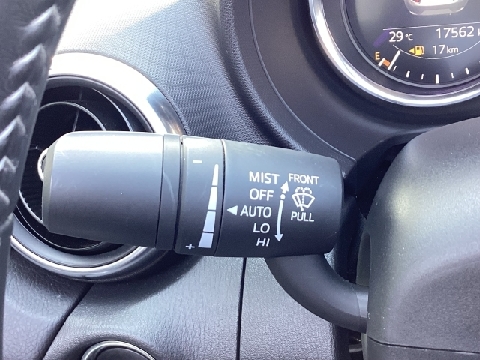 29°C 17562 k
E 17 km
MIST FRONT
OFF
AUTO PULL
LO
HI
−
+